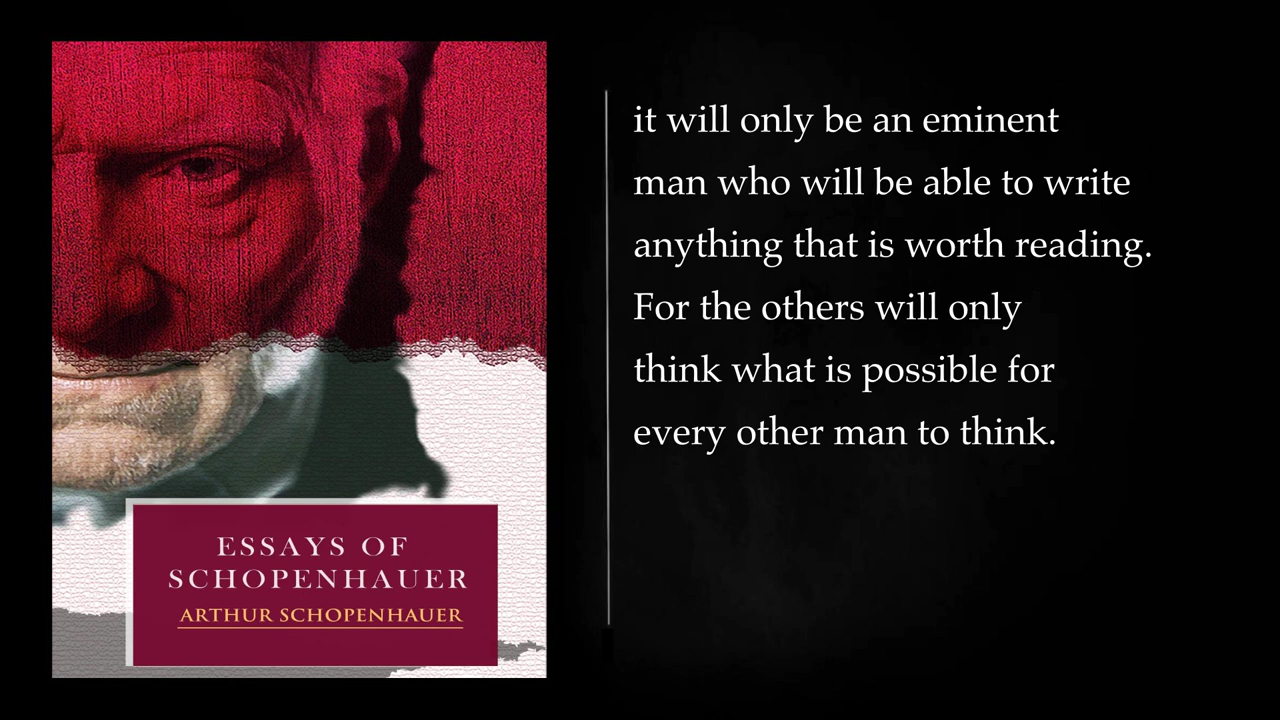 ESSAYS OF
SCHOPENHAUER
ARTHUR SCHOPENHAUER
it will only be an eminent
man who will be able to write
anything that is worth reading.
For the others will only
think what is possible for
every other man to think.